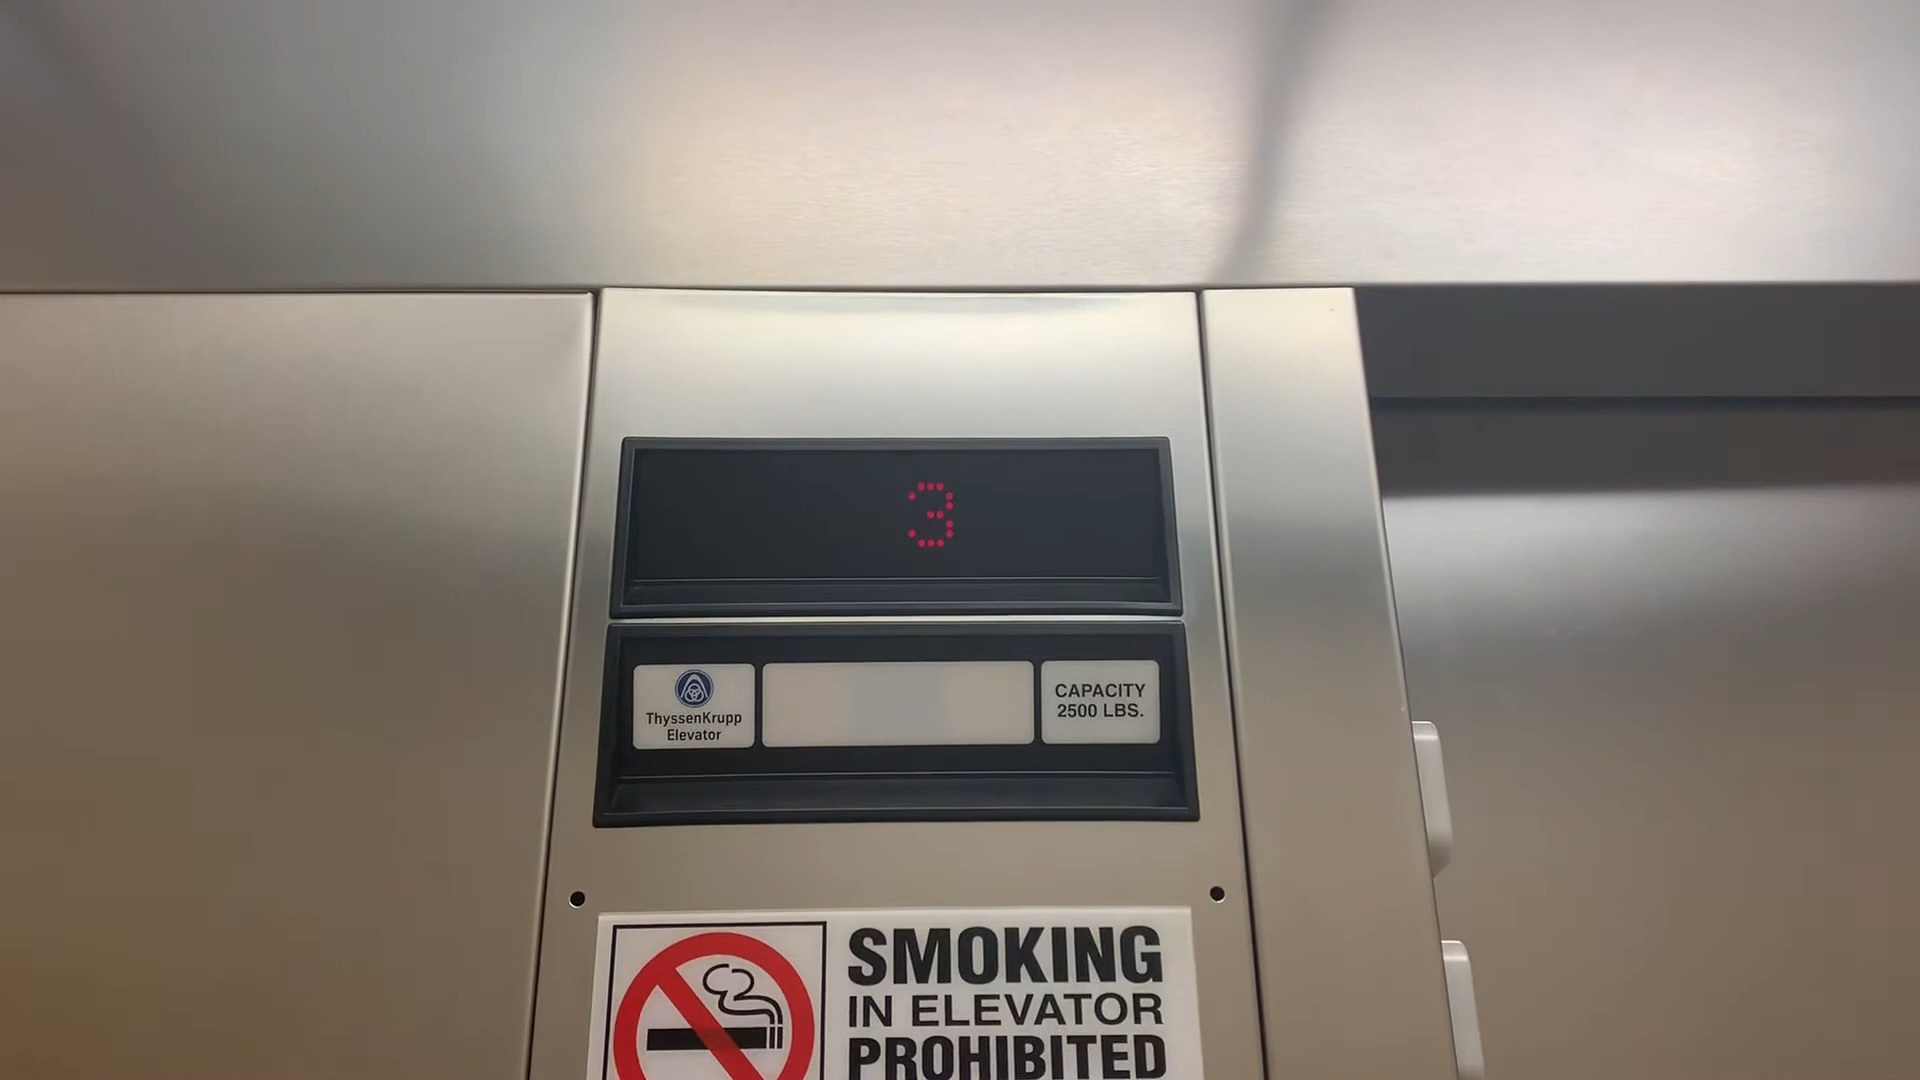 3
ThyssenKrupp
Elevator
CAPACITY
2500 LBS.
SMOKING
IN ELEVATOR
PROHIBITED